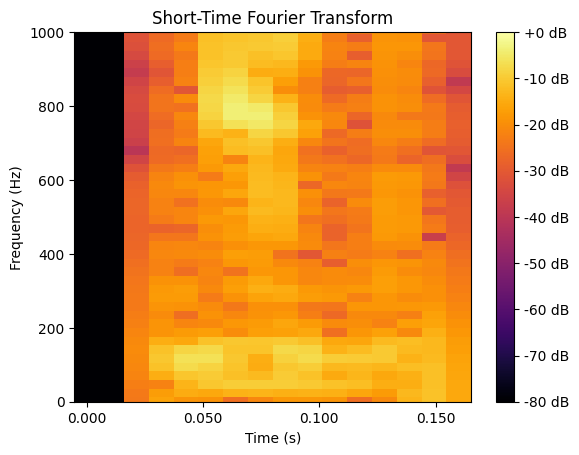 Short-Time Fourier Transform
1000
800
600
400
200
0
Frequency (Hz)
0.000
0.050
0.100
0.150
Time (s)
+0 dB
-10 dB
-20 dB
-30 dB
-40 dB
-50 dB
-60 dB
-70 dB
-80 dB